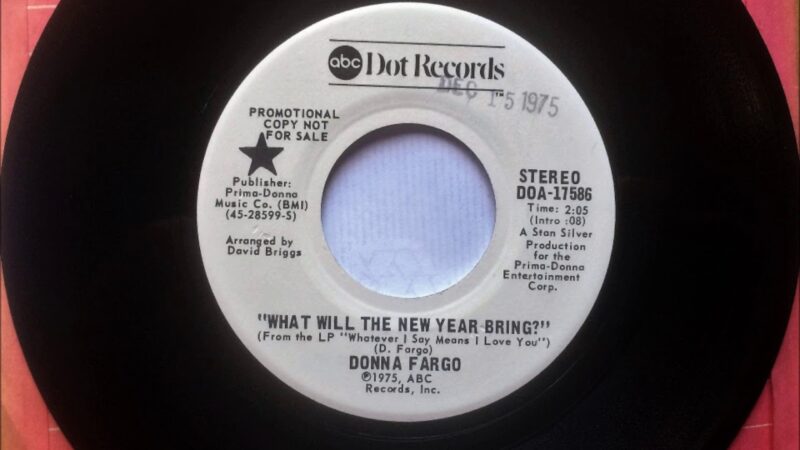 abc Dot Records
DEC 15 1975
PROMOTIONAL
COPY NOT
FOR SALE
Publisher:
Prima-Donna
Music Co. (BMI)
(45-28599-S)
Arranged by
David Briggs
STEREO
DOA-17586
Time: 2:05
(Intro :08)
A Stan Silver
Production
for the
Prima-Donna
Entertainment
Corp.
"WHAT WILL THE NEW YEAR BRING?"
(From the LP "Whatever I Say Means I Love You")
(D. Fargo)
DONNA FARGO
℗1975, ABC
Records, Inc.